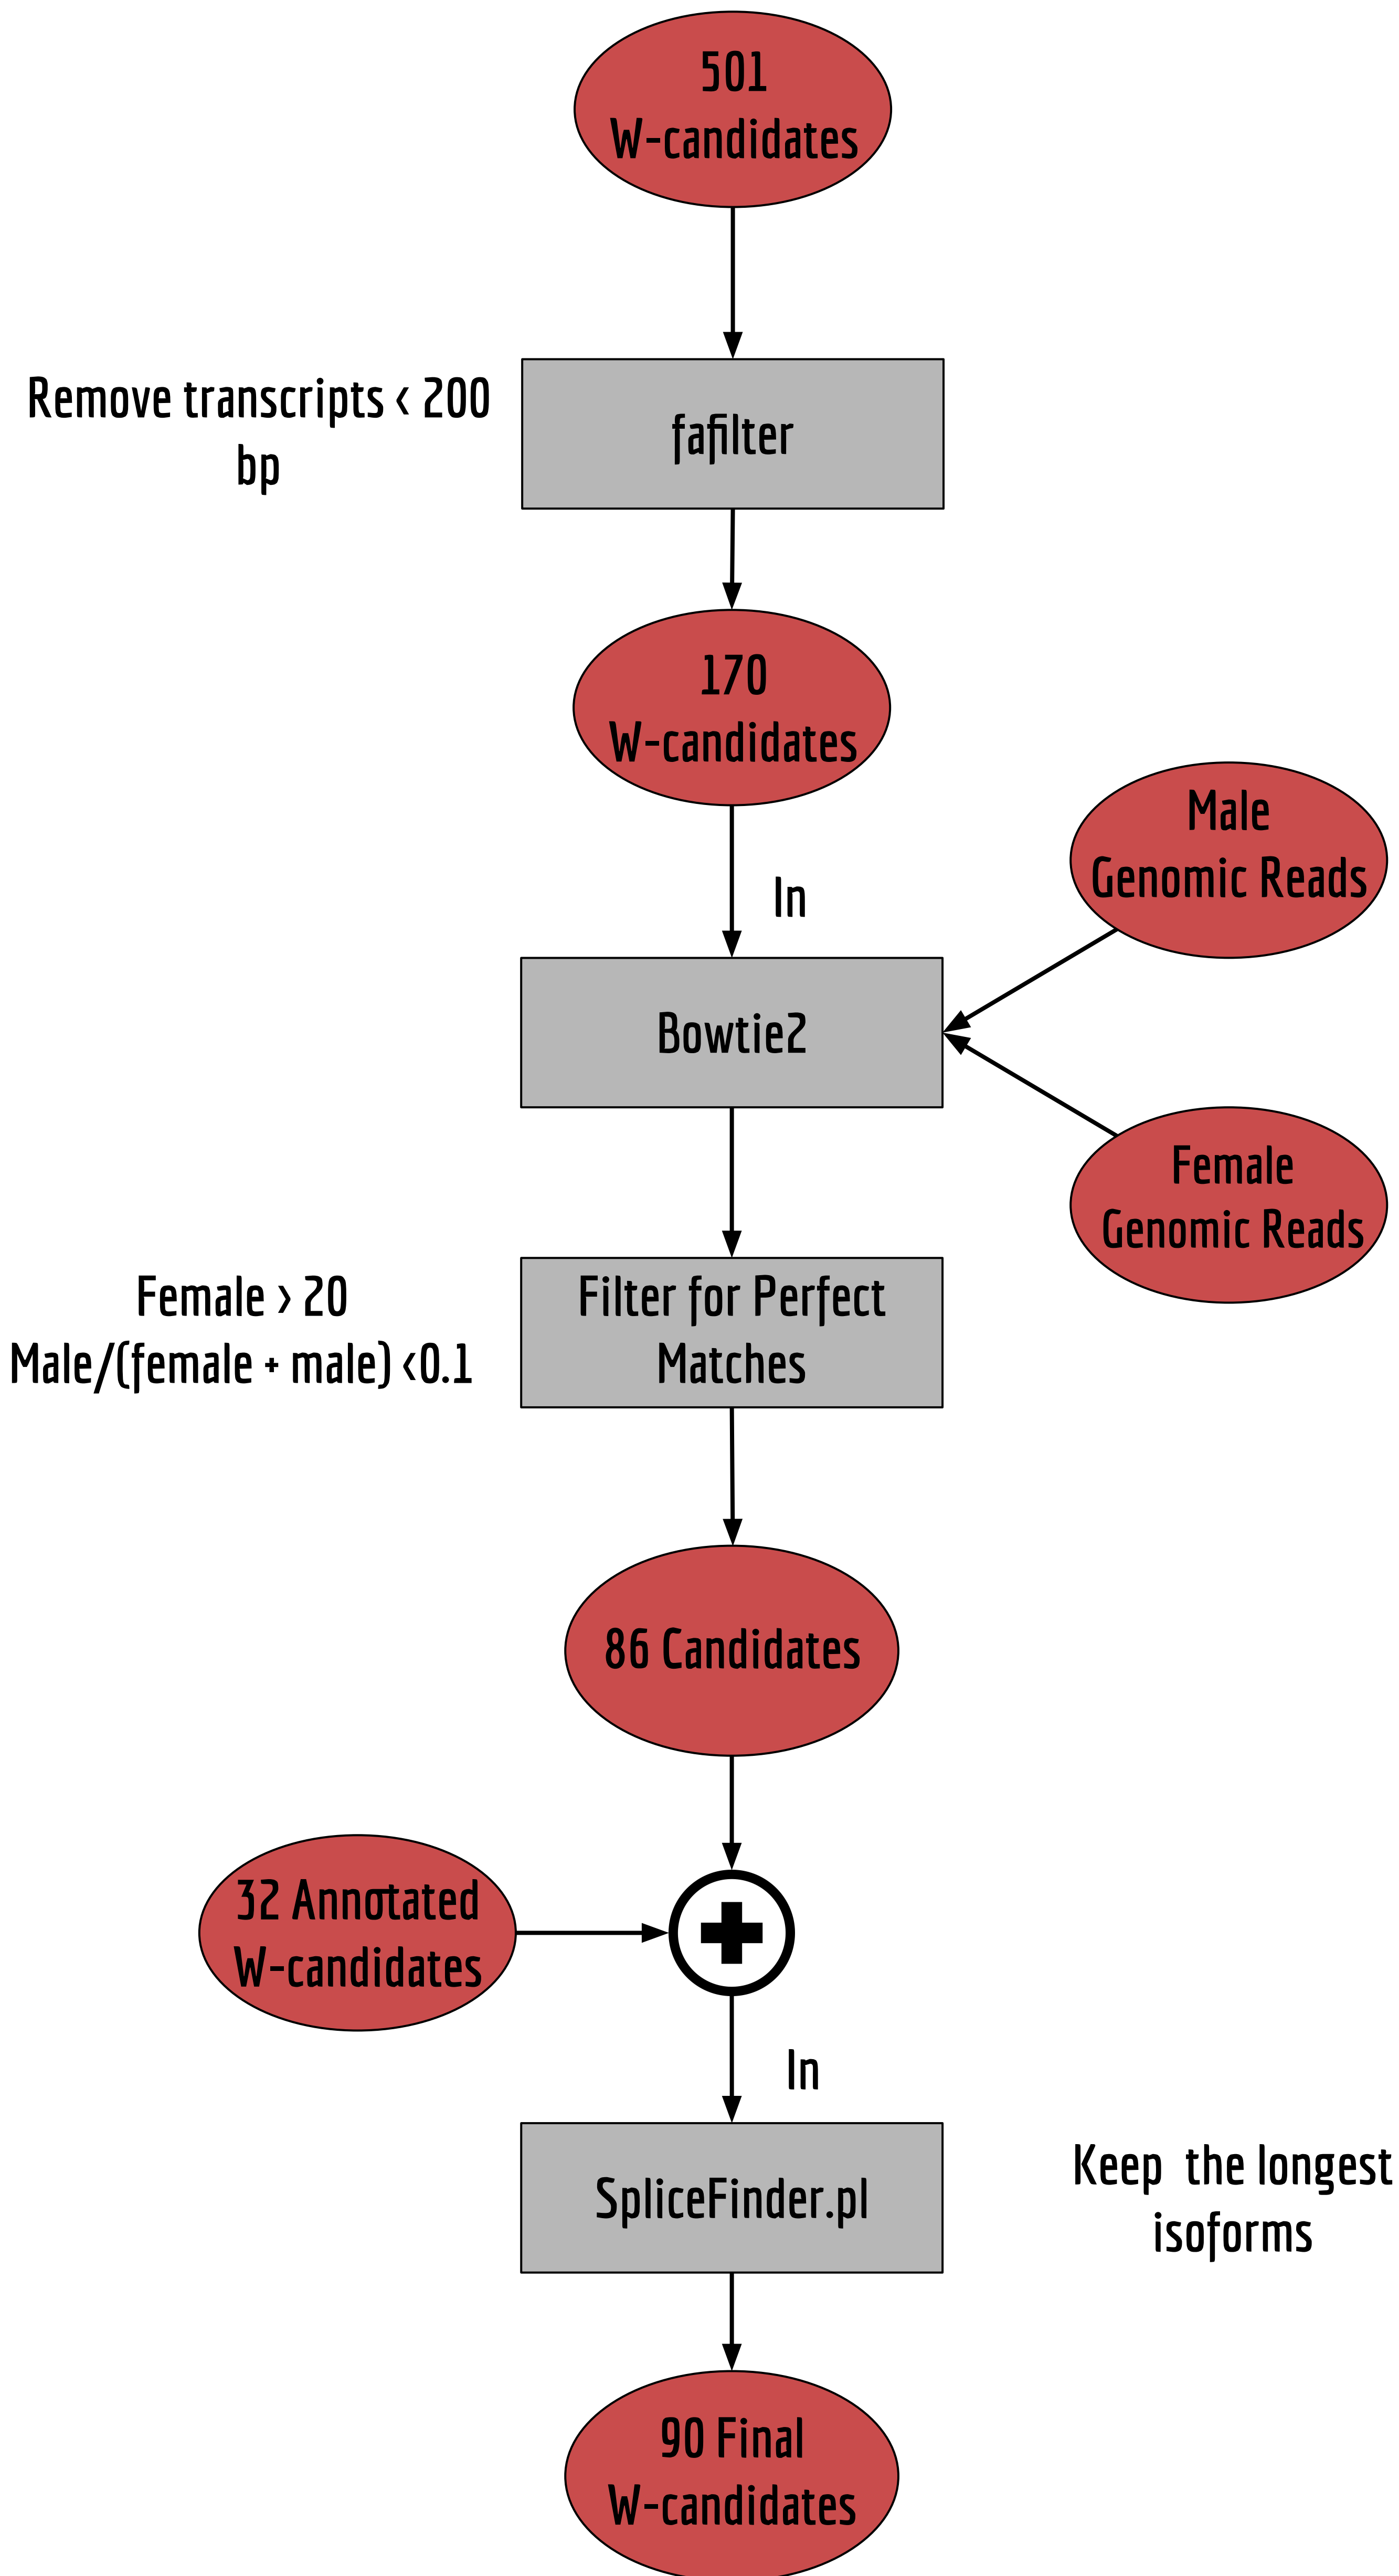 501
W-candidates
Remove transcripts < 200
bp
fafilter
170
W-candidates
Male
Genomic Reads
In
Bowtie2
Female
Genomic Reads
Female > 20
Male/(female + male) <0.1
Filter for Perfect
Matches
86 Candidates
32 Annotated
W-candidates
In
SpliceFinder.pl
Keep the longest
isoforms
90 Final
W-candidates